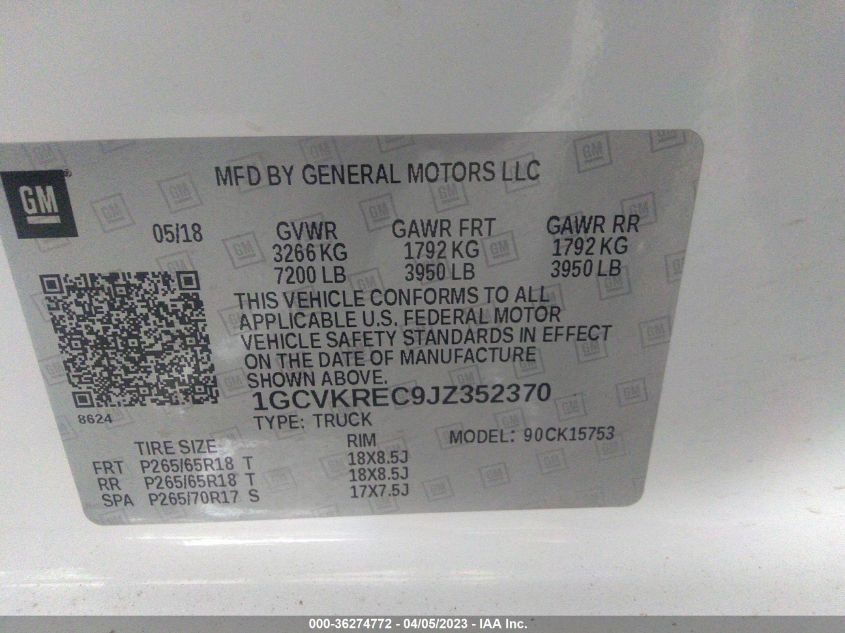 GM®
MFD BY GENERAL MOTORS LLC
05/18 GVWR GAWR FRT GAWR RR
3266 KG 1792 KG 1792 KG
7200 LB 3950 LB 3950 LB
THIS VEHICLE CONFORMS TO ALL
APPLICABLE U.S. FEDERAL MOTOR
VEHICLE SAFETY STANDARDS IN EFFECT
ON THE DATE OF MANUFACTURE
SHOWN ABOVE.
8624
1GCVKREC9JZ352370
TYPE: TRUCK
MODEL: 90CK15753
TIRE SIZE RIM
FRT P265/65R18 T 18X8.5J
RR P265/65R18 T 18X8.5J
SPA P265/70R17 S 17X7.5J
000-36274772 - 04/05/2023 - IAA Inc.